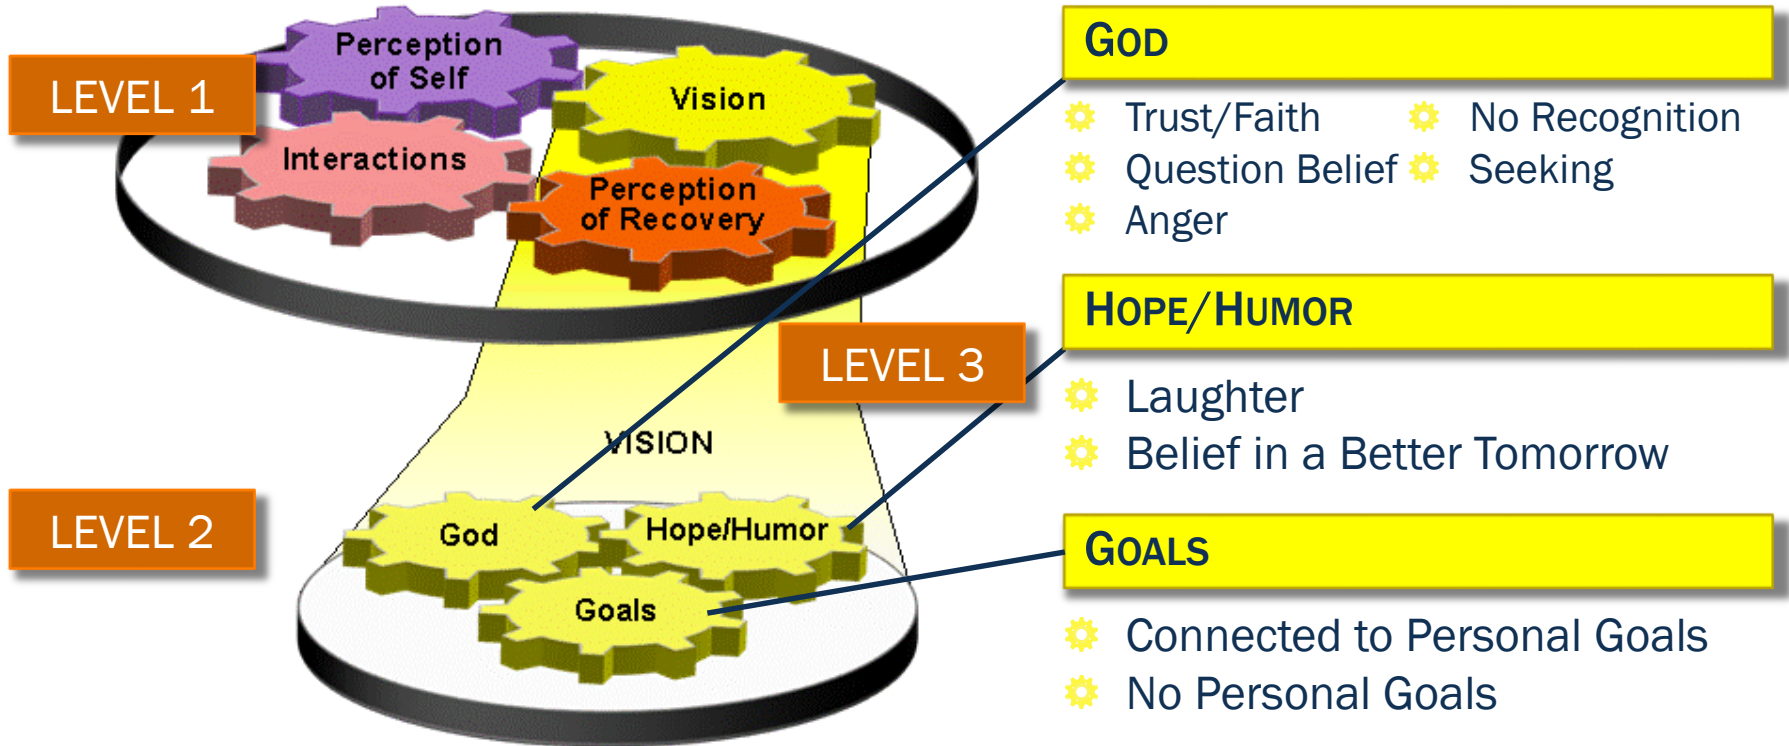 LEVEL 1
Perception
of Self
Vision
Interactions
Perception
of Recovery
VISION
LEVEL 2
God
Hope/Humor
Goals
LEVEL 3
GOD
Trust/Faith
No Recognition
Question Belief
Seeking
Anger
HOPE/HUMOR
Laughter
Belief in a Better Tomorrow
GOALS
Connected to Personal Goals
No Personal Goals